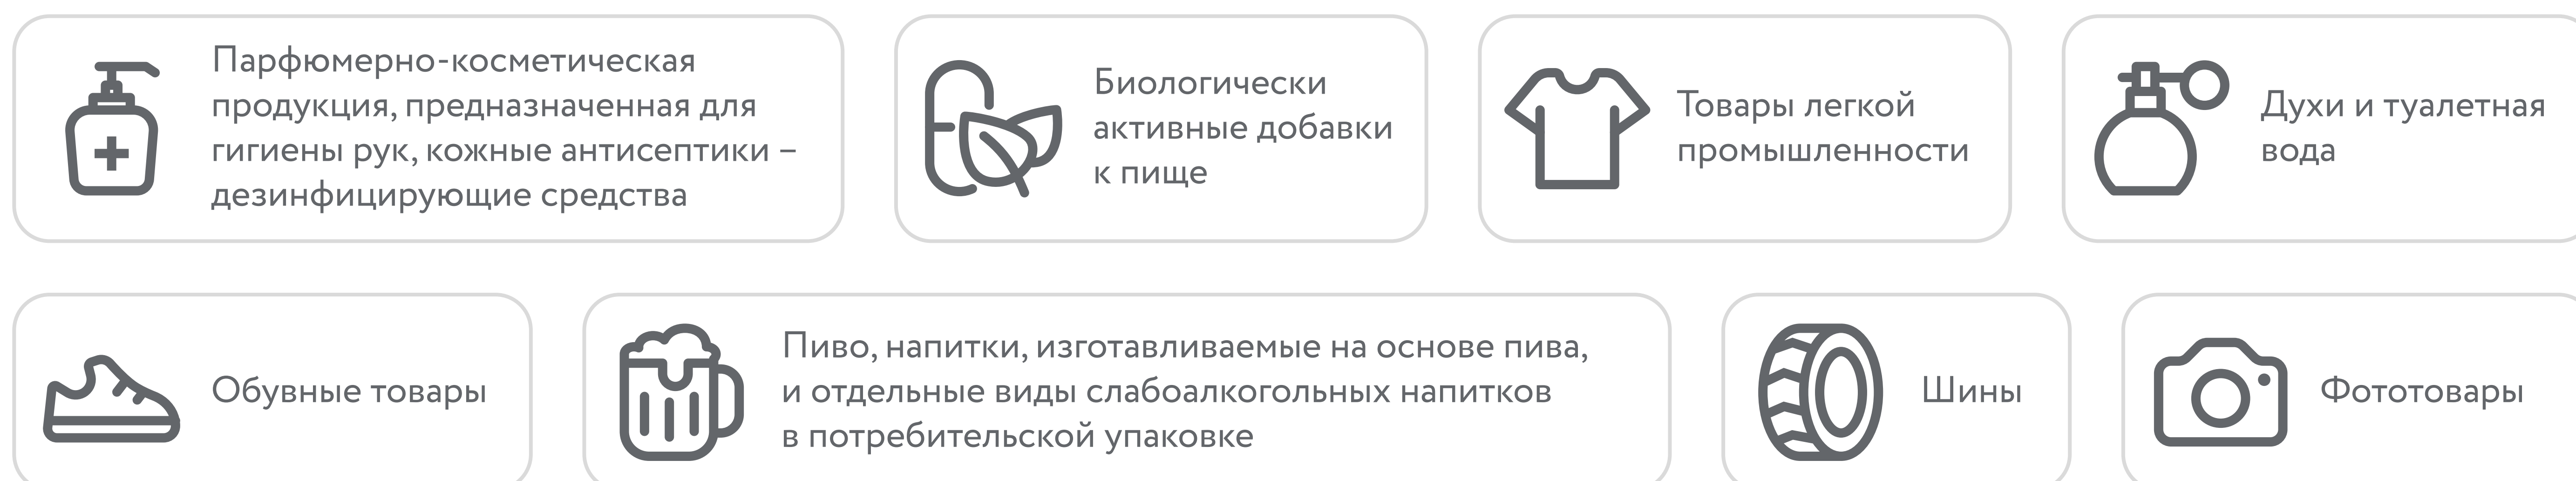 Парфюмерно-косметическая
продукция, предназначенная для
гигиены рук, кожные антисептики –
дезинфицирующие средства
Биологически
активные добавки
к пище
Товары легкой
промышленности
Духи и туалетная
вода
Обувные товары
Пиво, напитки, изготавливаемые на основе пива,
и отдельные виды слабоалкогольных напитков
в потребительской упаковке
Шины
Фототовары